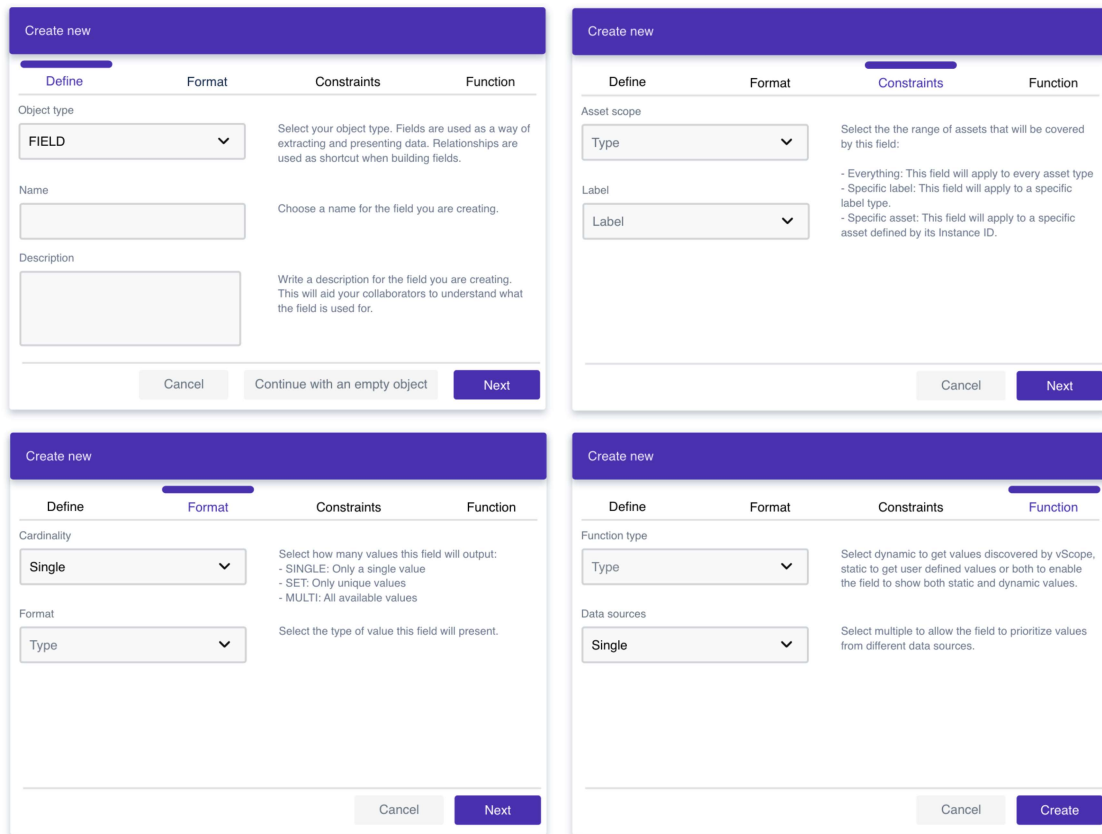 Create new
Define Format Constraints Function
Object type
FIELD
Select your object type. Fields are used as a way of
extracting and presenting data. Relationships are
used as shortcut when building fields.
Name
Choose a name for the field you are creating.
Description
Write a description for the field you are creating.
This will aid your collaborators to understand what
the field is used for.
Cancel Continue with an empty object Next
Create new
Define Format Constraints Function
Asset scope
Type
Select the the range of assets that will be covered
by this field:
- Everything: This field will apply to every asset type
- Specific label: This field will apply to a specific
label type.
- Specific asset: This field will apply to a specific
asset defined by its Instance ID.
Label
Label
Cancel Next
Create new
Define Format Constraints Function
Cardinality
Single
Select how many values this field will output:
- SINGLE: Only a single value
- SET: Only unique values
- MULTI: All available values
Format
Type
Select the type of value this field will present.
Cancel Next
Create new
Define Format Constraints Function
Function type
Type
Select dynamic to get values discovered by vScope,
static to get user defined values or both to enable
the field to show both static and dynamic values.
Data sources
Single
Select multiple to allow the field to prioritize values
from different data sources.
Cancel Create